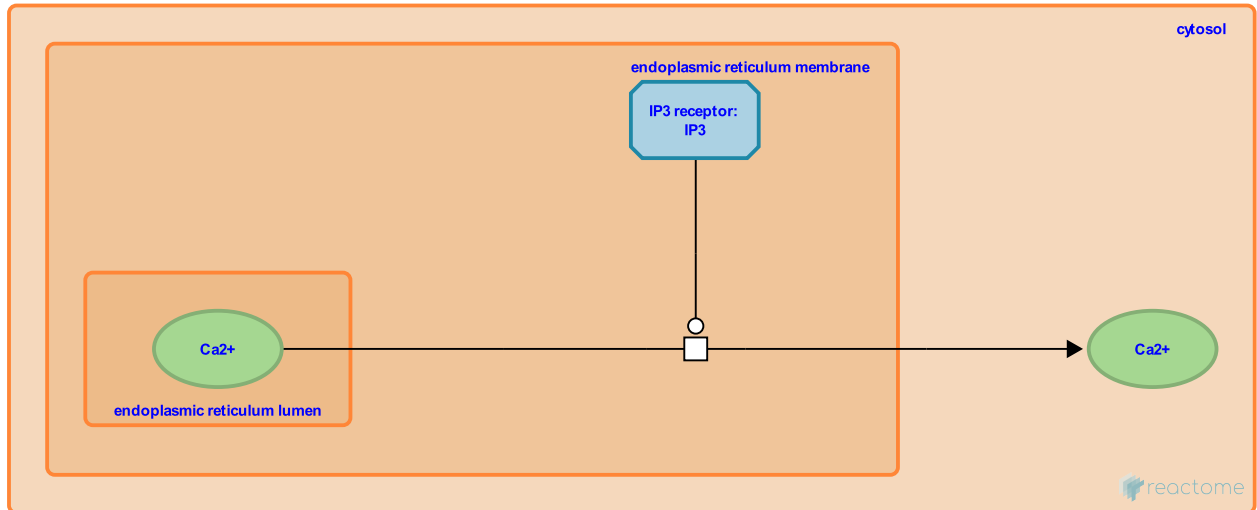 cytosol
endoplasmic reticulum membrane
IP3 receptor:
IP3
Ca2+
Ca2+
endoplasmic reticulum lumen
reactome